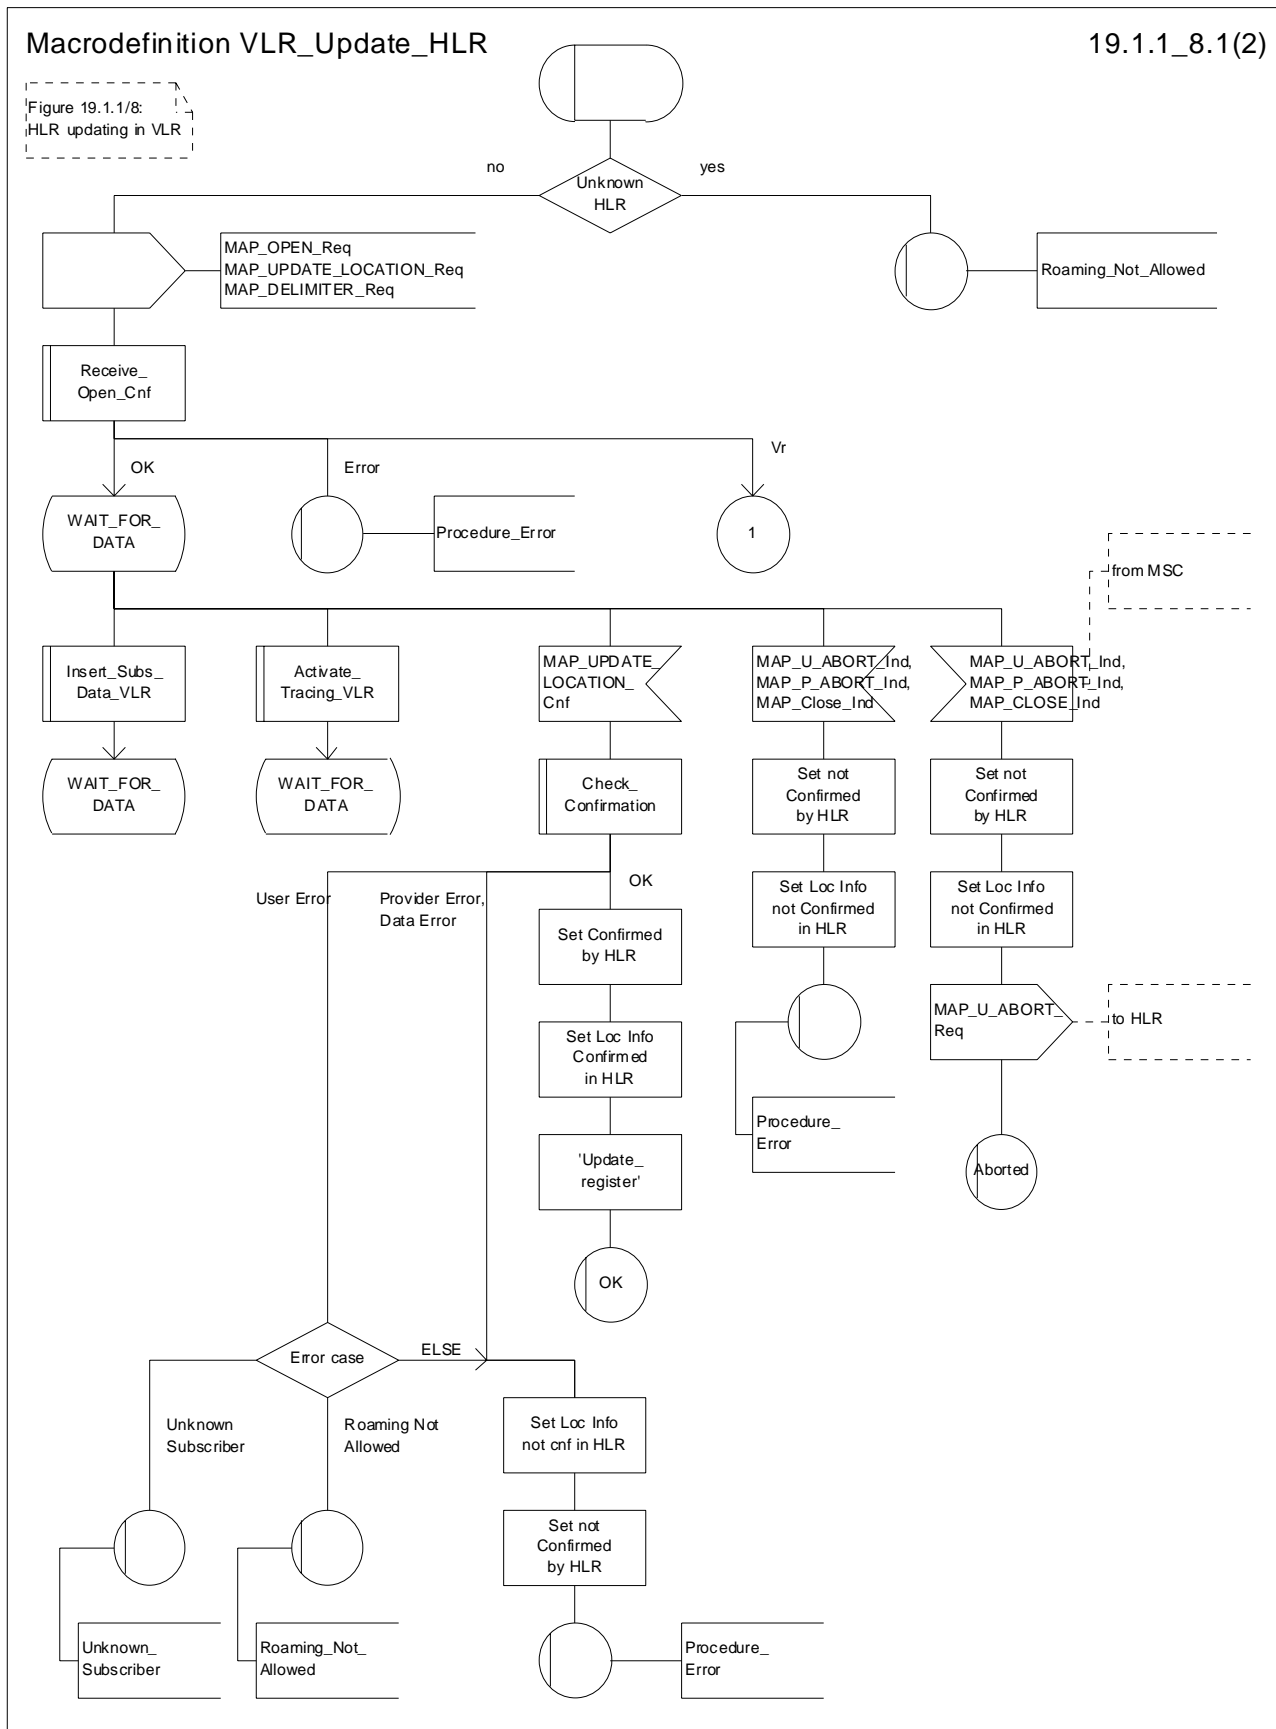 Macrodefinition VLR_Update_HLR
19.1.1_8.1(2)
Figure 19.1.1/8:
HLR updating in VLR
no
yes
Unknown
HLR
MAP_OPEN_Req
MAP_UPDATE_LOCATION_Req
MAP_DELIMITER_Req
Roaming_Not_Allowed
Receive_
Open_Cnf
OK
Error
Vr
WAIT_FOR_
DATA
Procedure_Error
1
from MSC
Insert_Subs_
Data_VLR
Activate_
Tracing_VLR
MAP_UPDATE_
LOCATION_
Cnf
MAP_U_ABORT_Ind,
MAP_P_ABORT_Ind,
MAP_Close_Ind
MAP_U_ABORT_Ind,
MAP_P_ABORT_Ind,
MAP_CLOSE_Ind
WAIT_FOR_
DATA
WAIT_FOR_
DATA
Check_
Confirmation
Set not
Confirmed
by HLR
Set not
Confirmed
by HLR
User Error
Provider Error,
Data Error
OK
Set Confirmed
by HLR
Set Loc Info
not Confirmed
in HLR
Set Loc Info
not Confirmed
in HLR
Set Loc Info
Confirmed
in HLR
MAP_U_ABORT_
Req
to HLR
Procedure_
Error
'Update_
register'
Aborted
OK
Error case
ELSE
Unknown
Subscriber
Roaming Not
Allowed
Set Loc Info
not cnf in HLR
Set not
Confirmed
by HLR
Unknown_
Subscriber
Roaming_Not_
Allowed
Procedure_
Error